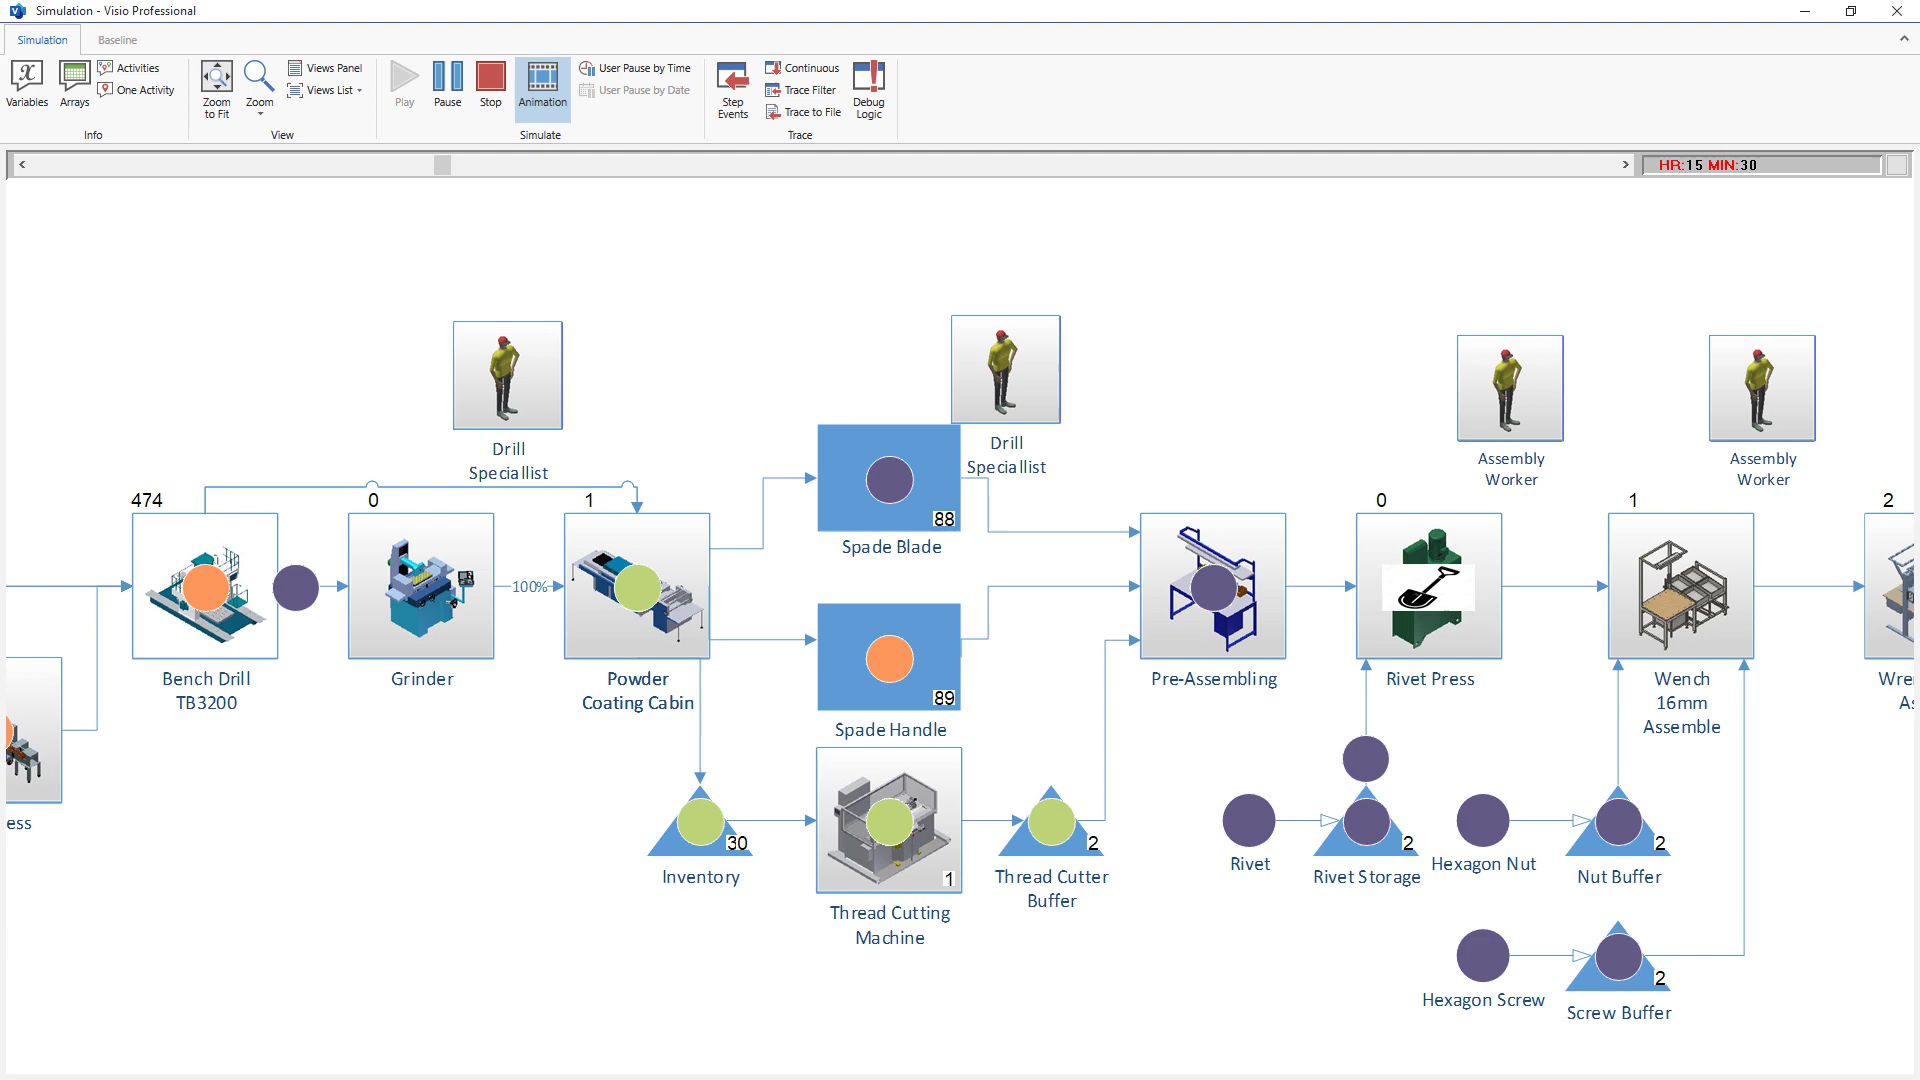 Simulation - Visio Professional
Simulation
Baseline
Variables
Arrays
Activities
One Activity
Info
Zoom
to Fit
Zoom
Views Panel
Views List
View
Play
Pause
Stop
Animation
User Pause by Time
User Pause by Date
Simulate
Step
Events
Continuous
Trace Filter
Trace to File
Debug
Logic
Trace
HR:15 MIN:30
Drill
Speciallist
Drill
Speciallist
Assembly
Worker
Assembly
Worker
474
0
1
0
1
2
88
Spade Blade
100%
Bench Drill
TB3200
Grinder
Powder
Coating Cabin
89
Spade Handle
Pre-Assembling
Rivet Press
Wench
16mm
Assemble
Wre
As
ess
30
Inventory
1
Thread Cutting
Machine
2
Thread Cutter
Buffer
Rivet
2
Rivet Storage
Hexagon Nut
2
Nut Buffer
Hexagon Screw
2
Screw Buffer